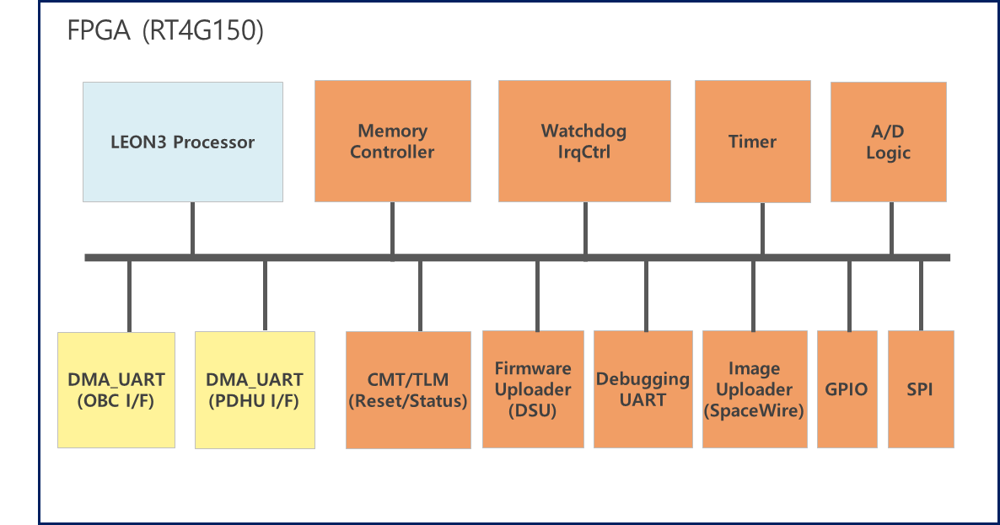 FPGA (RT4G150)
LEON3 Processor
Memory
Controller
Watchdog
IrqCtrl
Timer
A/D
Logic
DMA_UART
(OBC I/F)
DMA_UART
(PDHU I/F)
CMT/TLM
(Reset/Status)
Firmware
Uploader
(DSU)
Debugging
UART
Image
Uploader
(SpaceWire)
GPIO
SPI